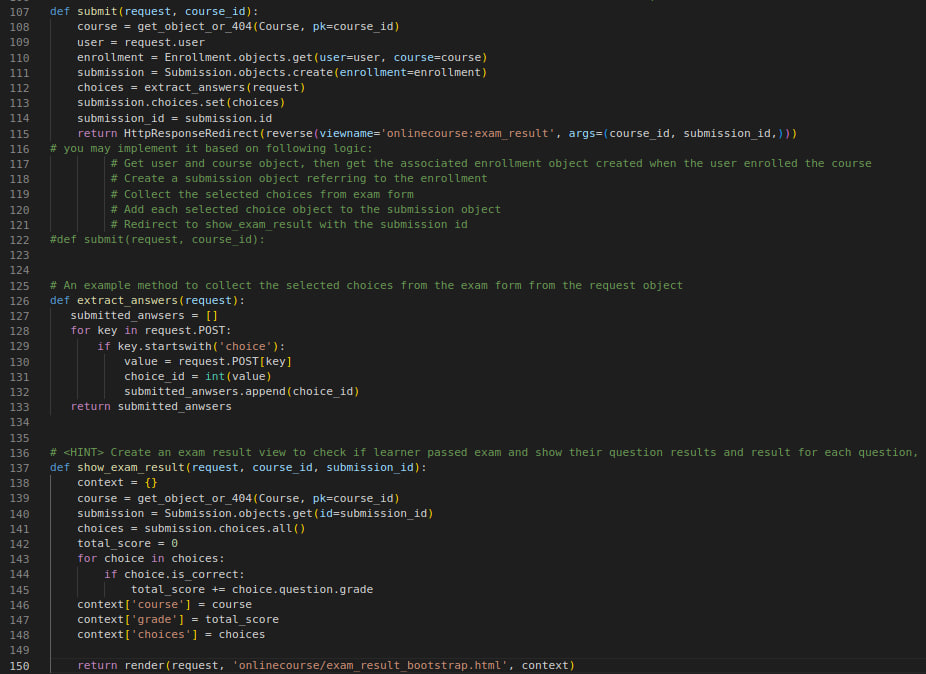 107 def submit(request, course_id):
108     course = get_object_or_404(Course, pk=course_id)
109     user = request.user
110     enrollment = Enrollment.objects.get(user=user, course=course)
111     submission = Submission.objects.create(enrollment=enrollment)
112     choices = extract_answers(request)
113     submission.choices.set(choices)
114     submission_id = submission.id
115     return HttpResponseRedirect(reverse(viewname='onlinecourse:exam_result', args=(course_id, submission_id,)))
116 # you may implement it based on following logic:
117          # Get user and course object, then get the associated enrollment object created when the user enrolled the course
118          # Create a submission object referring to the enrollment
119          # Collect the selected choices from exam form
120          # Add each selected choice object to the submission object
121          # Redirect to show_exam_result with the submission id
122 #def submit(request, course_id):
123
124
125 # An example method to collect the selected choices from the exam form from the request object
126 def extract_answers(request):
127    submitted_anwsers = []
128    for key in request.POST:
129        if key.startswith('choice'):
130            value = request.POST[key]
131            choice_id = int(value)
132            submitted_anwsers.append(choice_id)
133    return submitted_anwsers
134
135
136 # <HINT> Create an exam result view to check if learner passed exam and show their question results and result for each question,
137 def show_exam_result(request, course_id, submission_id):
138     context = {}
139     course = get_object_or_404(Course, pk=course_id)
140     submission = Submission.objects.get(id=submission_id)
141     choices = submission.choices.all()
142     total_score = 0
143     for choice in choices:
144         if choice.is_correct:
145             total_score += choice.question.grade
146     context['course'] = course
147     context['grade'] = total_score
148     context['choices'] = choices
149
150     return render(request, 'onlinecourse/exam_result_bootstrap.html', context)